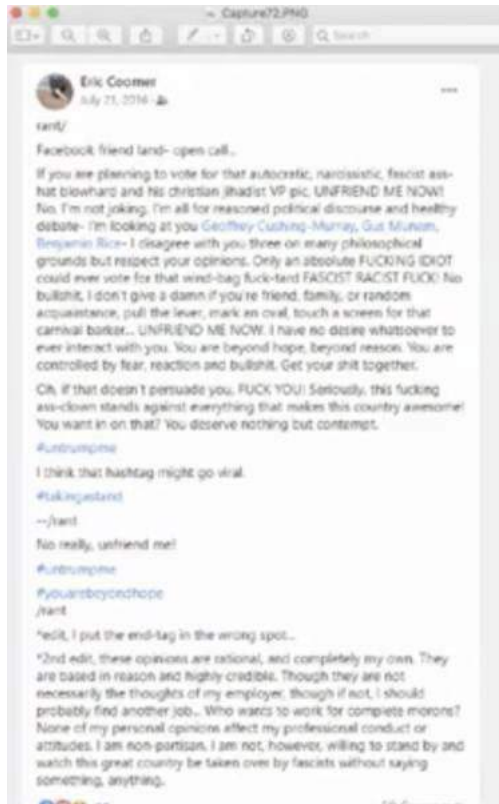 Capture72.PNG
Search
Eric Coomer
July 21, 2016
rant/
Facebook friend land- open call..
If you are planning to vote for that autocratic, narcissistic, fascist ass-
hat blowhard and his christian jihadist VP pic, UNFRIEND ME NOW!
No, I'm not joking. I'm all for reasoned political discourse and healthy
debate- I'm looking at you Geoffrey Cushing-Murray, Gus Munam,
Benjamin Rice- I disagree with you three on many philosophical
grounds but respect your opinions. Only an absolute FUCKING IDIOT
could ever vote for that wind-bag fuck-tard FASCIST RACIST FUCK! No
bullshit, I don't give a damn if you're friend, family, or random
acquaintance, pull the lever, mark an oval, touch a screen for that
carnival barker... UNFRIEND ME NOW. I have no desire whatsoever to
ever interact with you. You are beyond hope, beyond reason. You are
controlled by fear, reaction and bullshit. Get your shit together.
Oh, if that doesn't persuade you, FUCK YOU! Seriously, this fucking
ass-clown stands against everything that makes this country awesome!
You want in on that? You deserve nothing but contempt.
#untrumpme
I think that hashtag might go viral.
#takingastand
--/rant
No really, unfriend me!
#untrumpme
#youarebeyondhope
/rant
*edit, I put the end-tag in the wrong spot...
*2nd edit, these opinions are rational, and completely my own. They
are based in reason and highly credible. Though they are not
necessarily the thoughts of my employer, though if not, I should
probably find another job... Who wants to work for complete morons?
None of my personal opinions affect my professional conduct or
attitudes. I am non-partisan. I am not, however, willing to stand by and
watch this great country be taken over by fascists without saying
something, anything.